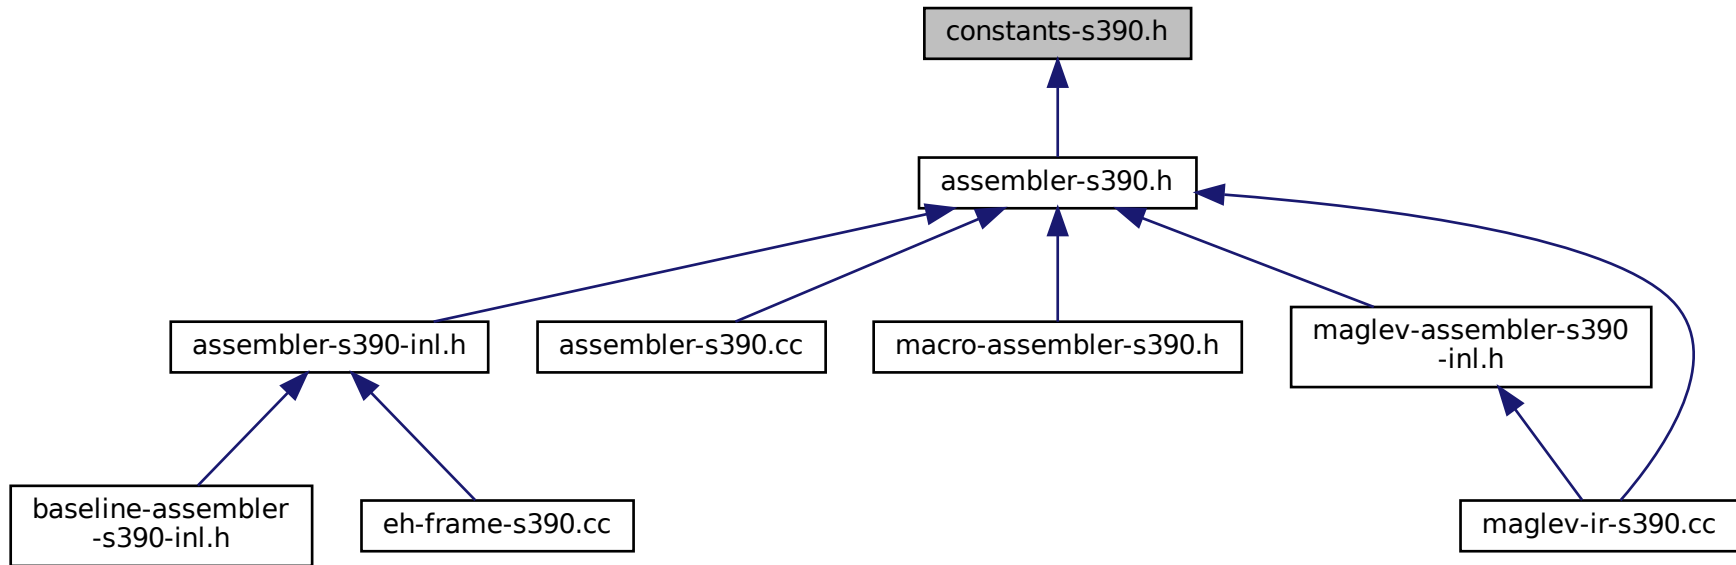 constants-s390.h
assembler-s390.h
assembler-s390-inl.h
assembler-s390.cc
macro-assembler-s390.h
maglev-assembler-s390
-inl.h
baseline-assembler
-s390-inl.h
eh-frame-s390.cc
maglev-ir-s390.cc